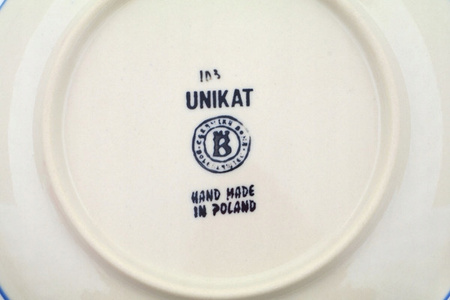 103
UNIKAT
B
HAND MADE
IN POLAND